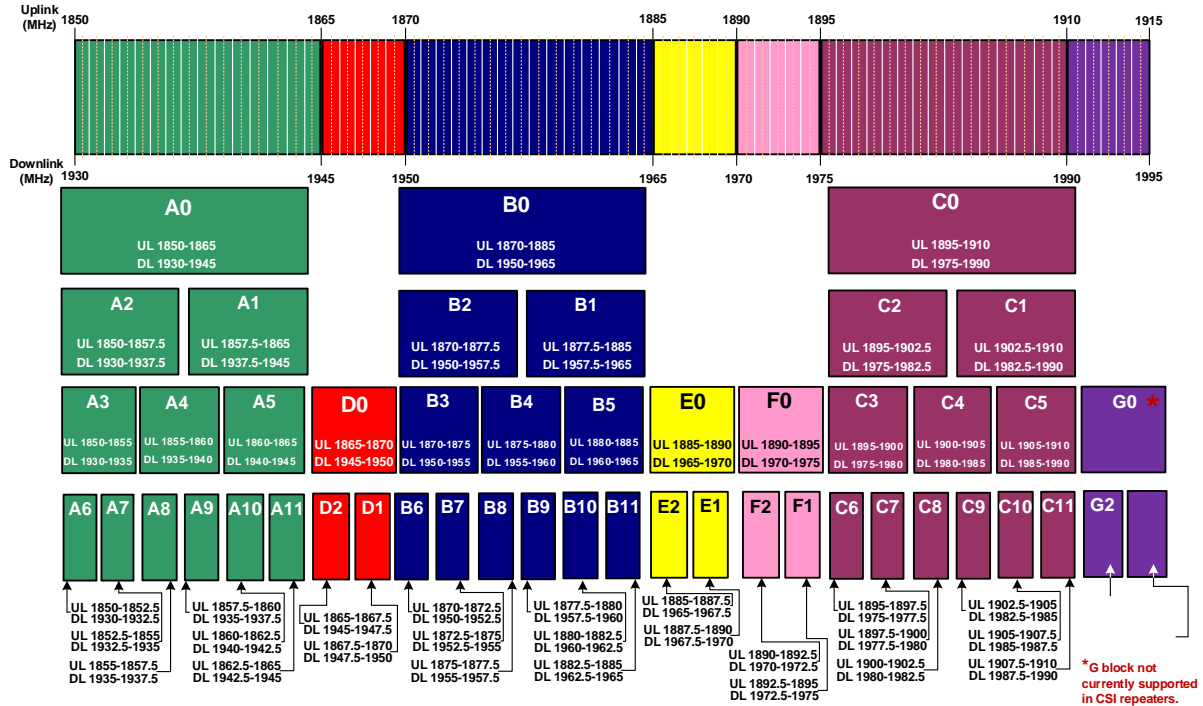 Uplink
(MHz)
1850 1865 1870 1885 1890 1895 1910 1915
Downlink
(MHz)
1930 1945 1950 1965 1970 1975 1990 1995
A0
UL 1850-1865
DL 1930-1945
B0
UL 1870-1885
DL 1950-1965
C0
UL 1895-1910
DL 1975-1990
A2
UL 1850-1857.5
DL 1930-1937.5
A1
UL 1857.5-1865
DL 1937.5-1945
B2
UL 1870-1877.5
DL 1950-1957.5
B1
UL 1877.5-1885
DL 1957.5-1965
C2
UL 1895-1902.5
DL 1975-1982.5
C1
UL 1902.5-1910
DL 1982.5-1990
A3
UL 1850-1855
DL 1930-1935
A4
UL 1855-1860
DL 1935-1940
A5
UL 1860-1865
DL 1940-1945
D0
UL 1865-1870
DL 1945-1950
B3
UL 1870-1875
DL 1950-1955
B4
UL 1875-1880
DL 1955-1960
B5
UL 1880-1885
DL 1960-1965
E0
UL 1885-1890
DL 1965-1970
F0
UL 1890-1895
DL 1970-1975
C3
UL 1895-1900
DL 1975-1980
C4
UL 1900-1905
DL 1980-1985
C5
UL 1905-1910
DL 1985-1990
G0 *
A6 A7 A8 A9 A10 A11 D2 D1 B6 B7 B8 B9 B10 B11 E2 E1 F2 F1 C6 C7 C8 C9 C10 C11 G2
UL 1850-1852.5
DL 1930-1932.5
UL 1852.5-1855
DL 1932.5-1935
UL 1855-1857.5
DL 1935-1937.5
UL 1857.5-1860
DL 1935-1937.5
UL 1860-1862.5
DL 1940-1942.5
UL 1862.5-1865
DL 1942.5-1945
UL 1865-1867.5
DL 1945-1947.5
UL 1867.5-1870
DL 1947.5-1950
UL 1870-1872.5
DL 1950-1952.5
UL 1872.5-1875
DL 1952.5-1955
UL 1875-1877.5
DL 1955-1957.5
UL 1877.5-1880
DL 1957.5-1960
UL 1880-1882.5
DL 1960-1962.5
UL 1882.5-1885
DL 1962.5-1965
UL 1885-1887.5
DL 1965-1967.5
UL 1887.5-1890
DL 1967.5-1970
UL 1890-1892.5
DL 1970-1972.5
UL 1892.5-1895
DL 1972.5-1975
UL 1895-1897.5
DL 1975-1977.5
UL 1897.5-1900
DL 1977.5-1980
UL 1900-1902.5
DL 1980-1982.5
UL 1902.5-1905
DL 1982.5-1985
UL 1905-1907.5
DL 1985-1987.5
UL 1907.5-1910
DL 1987.5-1990
*G block not
currently supported
in CSI repeaters.